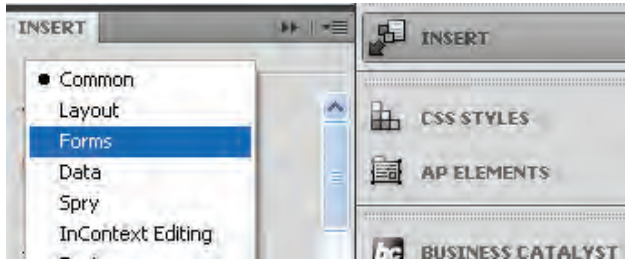 INSERT
Common
Layout
Forms
Data
Spry
InContext Editing
INSERT
CSS STYLES
AP ELEMENTS
BUSINESS CATALYST